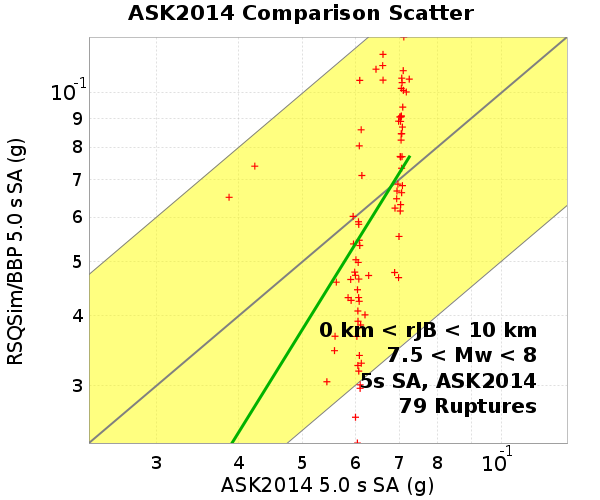 ASK2014 Comparison Scatter
RSQSim/BBP 5.0 s SA (g)
10⁻¹
9
8
7
6
5
4
3
0 km < rJB < 10 km
7.5 < Mw < 8
5s SA, ASK2014
79 Ruptures
3 4 5 6 7 8 10⁻¹
ASK2014 5.0 s SA (g)